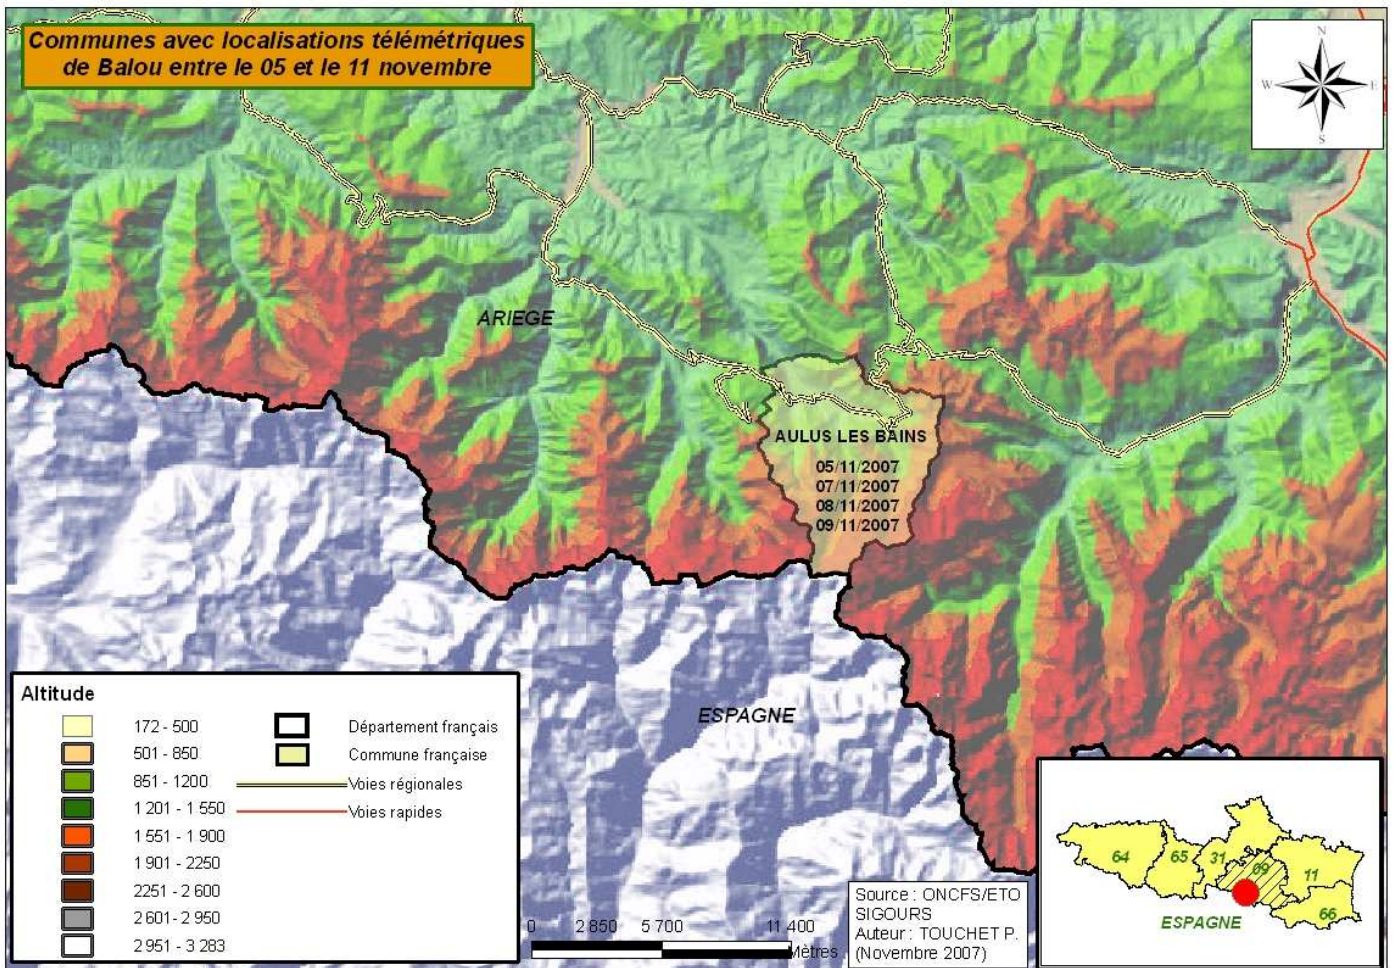 Communes avec localisations télémétriques
de Balou entre le 05 et le 11 novembre
N
W
E
S
ARIEGE
AULUS LES BAINS
05/11/2007
07/11/2007
08/11/2007
09/11/2007
ESPAGNE
Altitude
172 - 500
501 - 850
851 - 1200
1 201 - 1 550
1 551 - 1 900
1 901 - 2250
2251 - 2 600
2 601 - 2 950
2 951 - 3 283
Département français
Commune française
Voies régionales
Voies rapides
0 2 850 5 700 11 400
Mètres
Source : ONCFS/ETO
SIGOURS
Auteur : TOUCHET P.
(Novembre 2007)
64
65
31
09
11
66
ESPAGNE